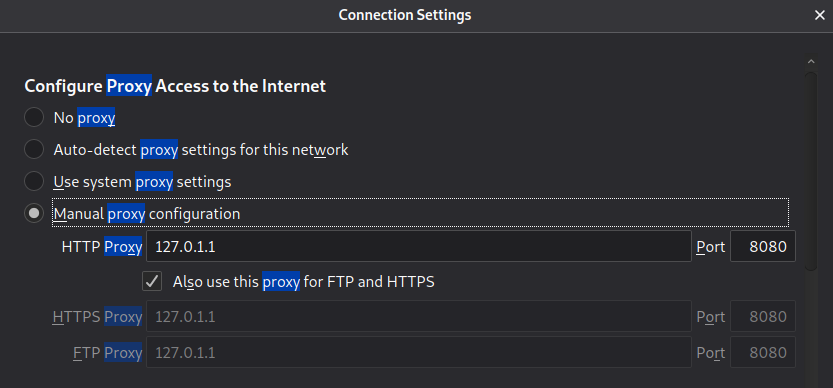 Connection Settings
Configure Proxy Access to the Internet
No proxy
Auto-detect proxy settings for this network
Use system proxy settings
Manual proxy configuration
HTTP Proxy 127.0.1.1 Port 8080
Also use this proxy for FTP and HTTPS
HTTPS Proxy 127.0.1.1 Port 8080
FTP Proxy 127.0.1.1 Port 8080